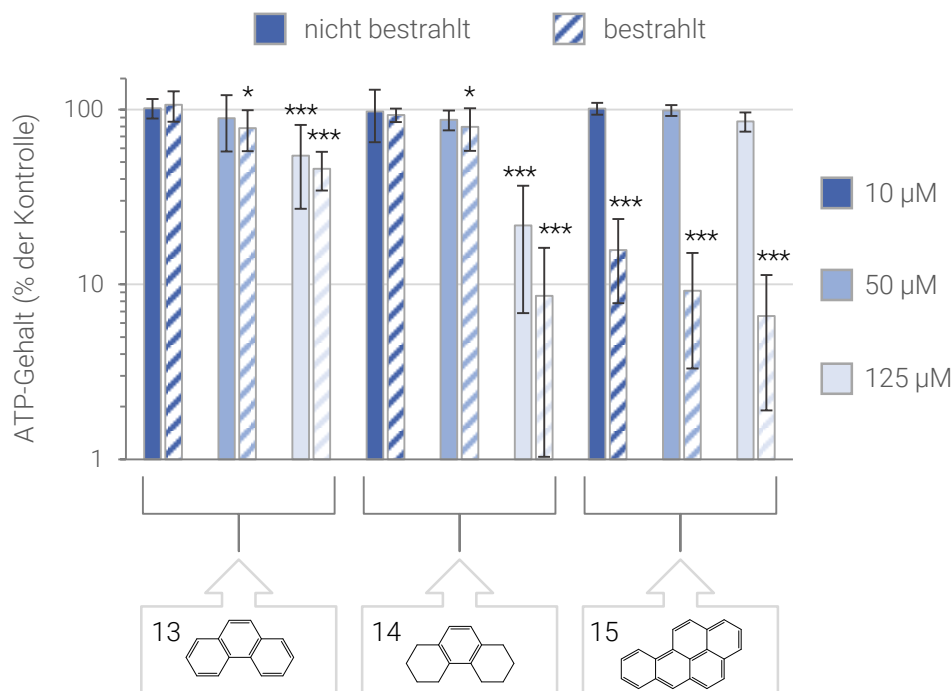 nicht bestrahlt
bestrahlt
ATP-Gehalt (% der Kontrolle)
100
10
1
*
***
***
*
***
***
***
***
***
10 µM
50 µM
125 µM
13
14
15